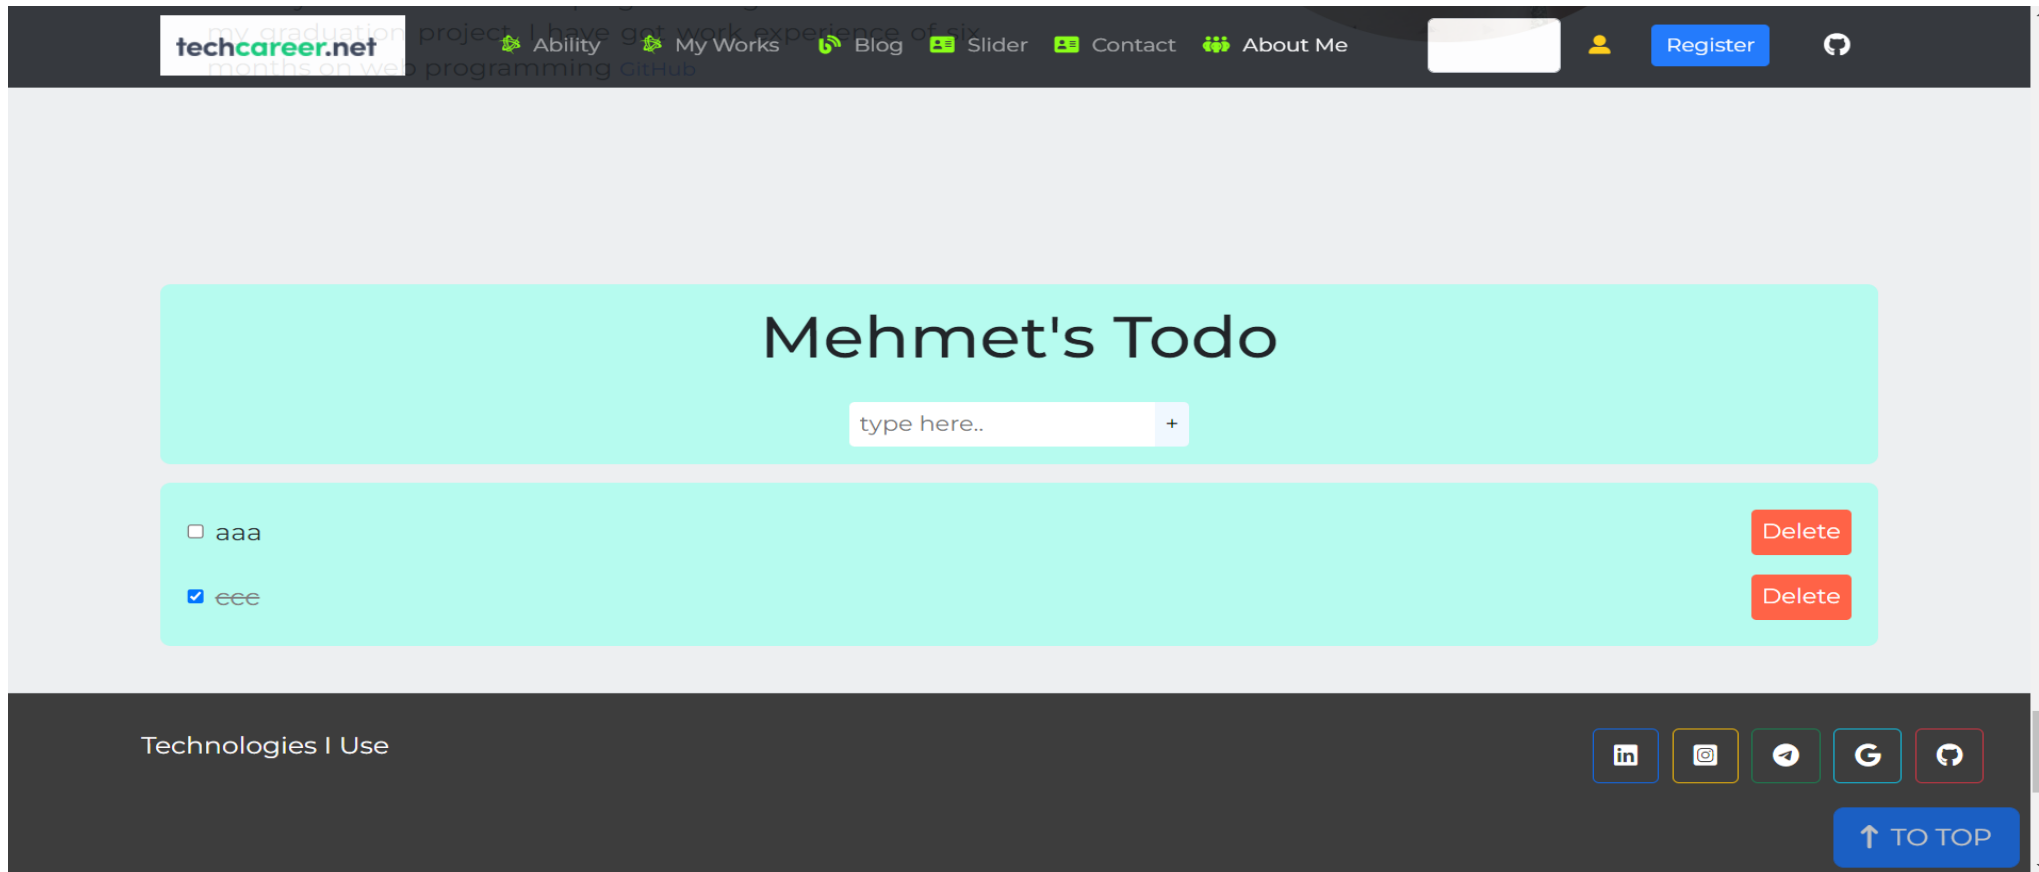 my graduation project. I have got work experience of six
months on web programming GitHub
techcareer.net
Ability
My Works
Blog
Slider
Contact
About Me
Register
Mehmet's Todo
type here..
+
aaa
Delete
ccc
Delete
Technologies I Use
TO TOP